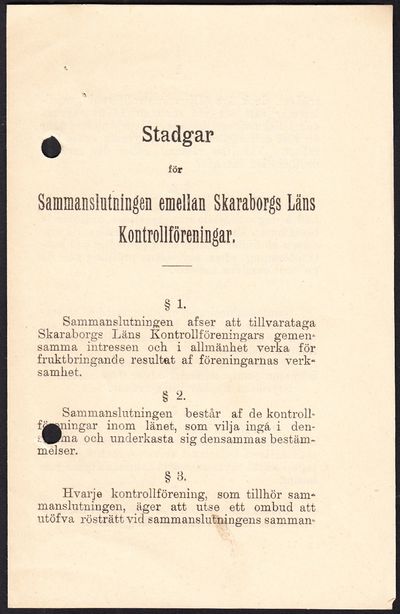 Stadgar
för
Sammanslutningen emellan Skaraborgs Läns
Kontrollföreningar.
§ 1.
Sammanslutningen afser att tillvarataga
Skaraborgs Läns Kontrollföreningars gemen-
samma intressen och i allmänhet verka för
fruktbringande resultat af föreningarnas verk-
samhet.
§ 2.
Sammanslutningen består af de kontroll-
ningar inom länet, som vilja ingå i den-
ma och underkasta sig densammas bestäm-
melser.
§ 3.
Hvarje kontrollförening, som tillhör sam-
manslutningen, äger att utse ett ombud att
utöfva rösträtt vid sammanslutningens samman-